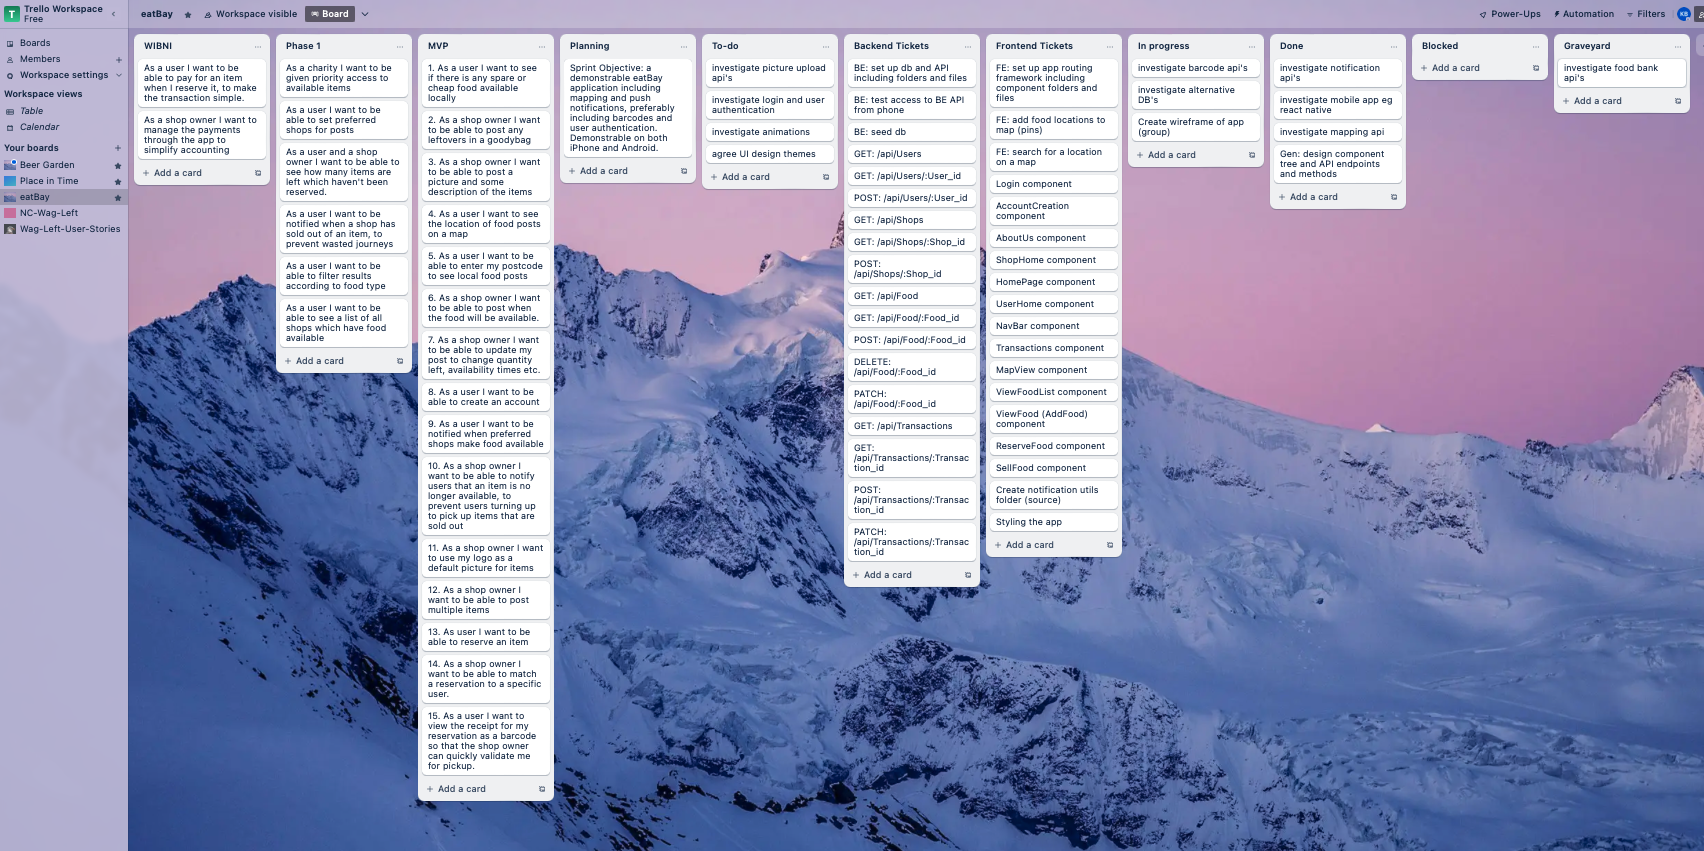 Trello Workspace
Free
Boards
Members
Workspace settings
Workspace views
Table
Calendar
Your boards
Beer Garden
Place in Time
eatBay
NC-Wag-Left
Wag-Left-User-Stories
eatBay
Workspace visible
Board
Power-Ups
Automation
Filters
KB
WIBNI
As a user I want to be
able to pay for an item
when I reserve it, to make
the transaction simple.
As a shop owner I want to
manage the payments
through the app to
simplify accounting
Add a card
Phase 1
As a charity I want to be
given priority access to
available items
As a user I want to be
able to set preferred
shops for posts
As a user and a shop
owner I want to be able to
see how many items are
left which haven't been
reserved.
As a user I want to be
notified when a shop has
sold out of an item, to
prevent wasted journeys
As a user I want to be
able to filter results
according to food type
As a user I want to be
able to see a list of all
shops which have food
available
Add a card
MVP
1. As a user I want to see
if there is any spare or
cheap food available
locally
2. As a shop owner I want
to be able to post any
leftovers in a goodybag
3. As a shop owner I want
to be able to post a
picture and some
description of the items
4. As a user I want to see
the location of food posts
on a map
5. As a user I want to be
able to enter my postcode
to see local food posts
6. As a shop owner I want
to be able to post when
the food will be available.
7. As a shop owner I want
to be able to update my
post to change quantity
left, availability times etc.
8. As a user I want to be
able to create an account
9. As a user I want to be
notified when preferred
shops make food available
10. As a shop owner I
want to be able to notify
users that an item is no
longer available, to
prevent users turning up
to pick up items that are
sold out
11. As a shop owner I want
to use my logo as a
default picture for items
12. As a shop owner I
want to be able to post
multiple items
13. As user I want to be
able to reserve an item
14. As a shop owner I
want to be able to match
a reservation to a specific
user.
15. As a user I want to
view the receipt for my
reservation as a barcode
so that the shop owner
can quickly validate me
for pickup.
Add a card
Planning
Sprint Objective: a
demonstrable eatBay
application including
mapping and push
notifications, preferably
including barcodes and
user authentication.
Demonstrable on both
iPhone and Android.
Add a card
To-do
investigate picture upload
api's
investigate login and user
authentication
investigate animations
agree UI design themes
Add a card
Backend Tickets
BE: set up db and API
including folders and files
BE: test access to BE API
from phone
BE: seed db
GET: /api/Users
GET: /api/Users/:User_id
POST: /api/Users/:User_id
GET: /api/Shops
GET: /api/Shops/:Shop_id
POST:
/api/Shops/:Shop_id
GET: /api/Food
GET: /api/Food/:Food_id
POST: /api/Food/:Food_id
DELETE:
/api/Food/:Food_id
PATCH:
/api/Food/:Food_id
GET: /api/Transactions
GET:
/api/Transactions/:Transac
tion_id
POST:
/api/Transactions/:Transac
tion_id
PATCH:
/api/Transactions/:Transac
tion_id
Add a card
Frontend Tickets
FE: set up app routing
framework including
component folders and
files
FE: add food locations to
map (pins)
FE: search for a location
on a map
Login component
AccountCreation
component
AboutUs component
ShopHome component
HomePage component
UserHome component
NavBar component
Transactions component
MapView component
ViewFoodList component
ViewFood (AddFood)
component
ReserveFood component
SellFood component
Create notification utils
folder (source)
Styling the app
Add a card
In progress
investigate barcode api's
investigate alternative
DB's
Create wireframe of app
(group)
Add a card
Done
investigate notification
api's
investigate mobile app eg
react native
investigate mapping api
Gen: design component
tree and API endpoints
and methods
Add a card
Blocked
Add a card
Graveyard
investigate food bank
api's
Add a card